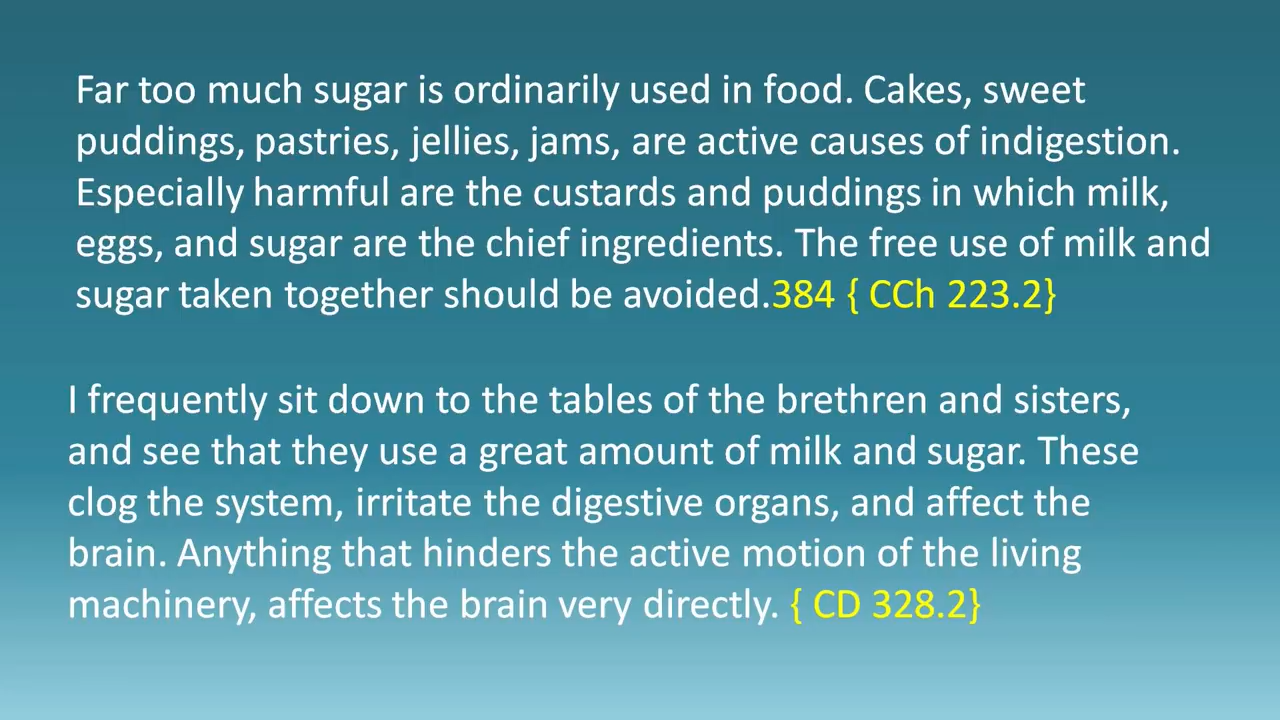 Far too much sugar is ordinarily used in food. Cakes, sweet
puddings, pastries, jellies, jams, are active causes of indigestion.
Especially harmful are the custards and puddings in which milk,
eggs, and sugar are the chief ingredients. The free use of milk and
sugar taken together should be avoided.384 { CCh 223.2}
I frequently sit down to the tables of the brethren and sisters,
and see that they use a great amount of milk and sugar. These
clog the system, irritate the digestive organs, and affect the
brain. Anything that hinders the active motion of the living
machinery, affects the brain very directly. { CD 328.2}